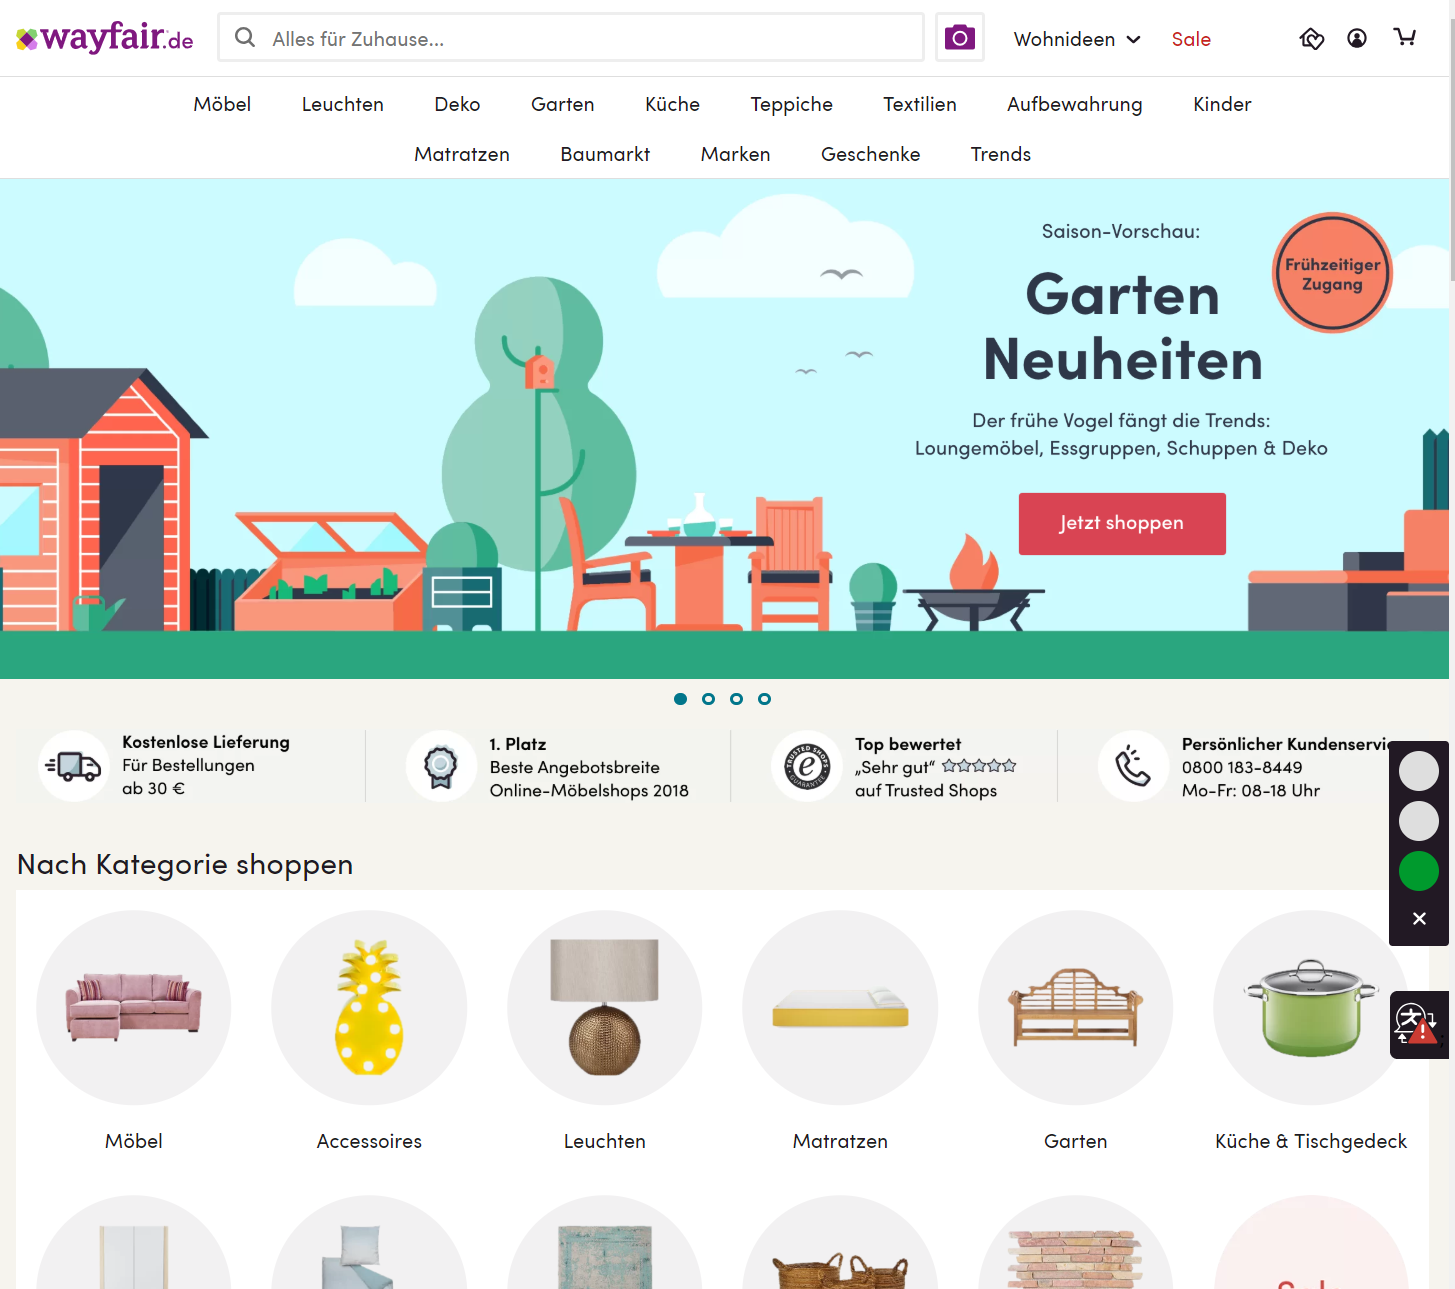 wayfair.de
Alles für Zuhause...
Wohnideen
Sale
Möbel
Leuchten
Deko
Garten
Küche
Teppiche
Textilien
Aufbewahrung
Kinder
Matratzen
Baumarkt
Marken
Geschenke
Trends
Saison-Vorschau:
Garten
Neuheiten
Frühzeitiger
Zugang
Der frühe Vogel fängt die Trends:
Loungemöbel, Essgruppen, Schuppen & Deko
Jetzt shoppen
Kostenlose Lieferung
Für Bestellungen
ab 30 €
1. Platz
Beste Angebotsbreite
Online-Möbelshops 2018
TRUSTED SHOPS
e
GUARANTEE
Top bewertet
„Sehr gut“
auf Trusted Shops
Persönlicher Kundenservic
0800 183-8449
Mo-Fr: 08-18 Uhr
Nach Kategorie shoppen
Möbel
Accessoires
Leuchten
Matratzen
Garten
Küche & Tischgedeck